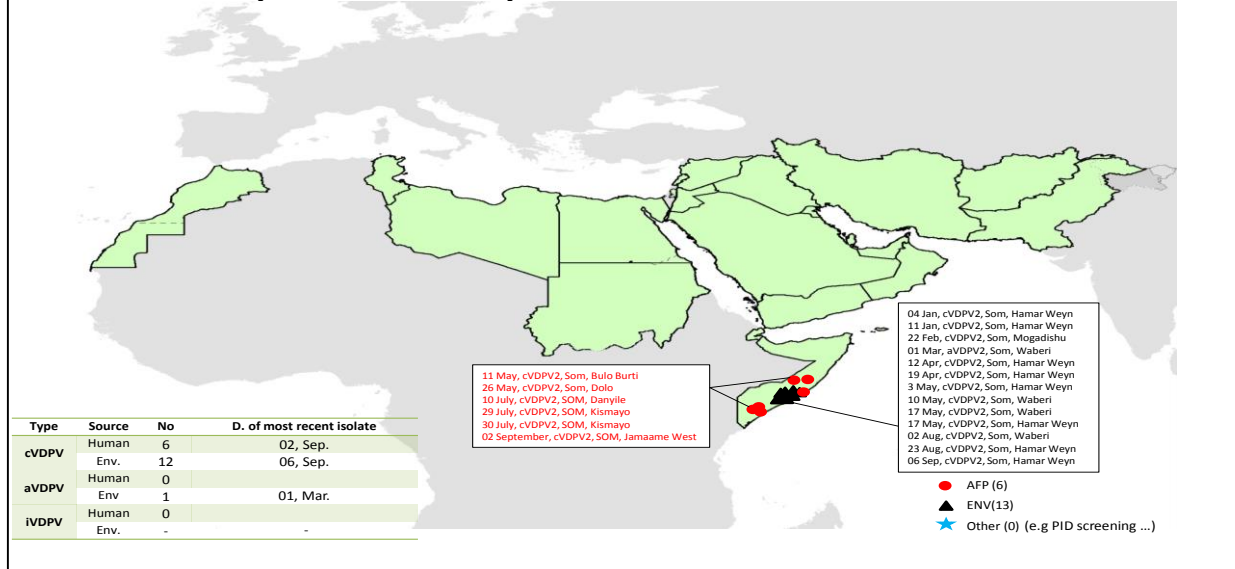 04 Jan, cVDPV2, Som, Hamar Weyn
11 Jan, cVDPV2, Som, Hamar Weyn
22 Feb, cVDPV2, Som, Mogadishu
01 Mar, aVDPV2, Som, Waberi
12 Apr, cVDPV2, Som, Hamar Weyn
19 Apr, cVDPV2, Som, Hamar Weyn
3 May, cVDPV2, Som, Hamar Weyn
10 May, cVDPV2, Som, Waberi
17 May, cVDPV2, Som, Waberi
17 May, cVDPV2, Som, Hamar Weyn
02 Aug, cVDPV2, Som, Waberi
23 Aug, cVDPV2, Som, Hamar Weyn
06 Sep, cVDPV2, Som, Hamar Weyn
11 May, cVDPV2, Som, Bulo Burti
26 May, cVDPV2, Som, Dolo
10 July, cVDPV2, SOM, Danyile
29 July, cVDPV2, SOM, Kismayo
30 July, cVDPV2, SOM, Kismayo
02 September, cVDPV2, SOM, Jamaame West
Type Source No D. of most recent isolate
cVDPV Human 6 02, Sep.
Env. 12 06, Sep.
aVDPV Human 0
Env 1 01, Mar.
iVDPV Human 0
Env. - -
AFP (6)
ENV(13)
Other (0) (e.g PID screening ...)